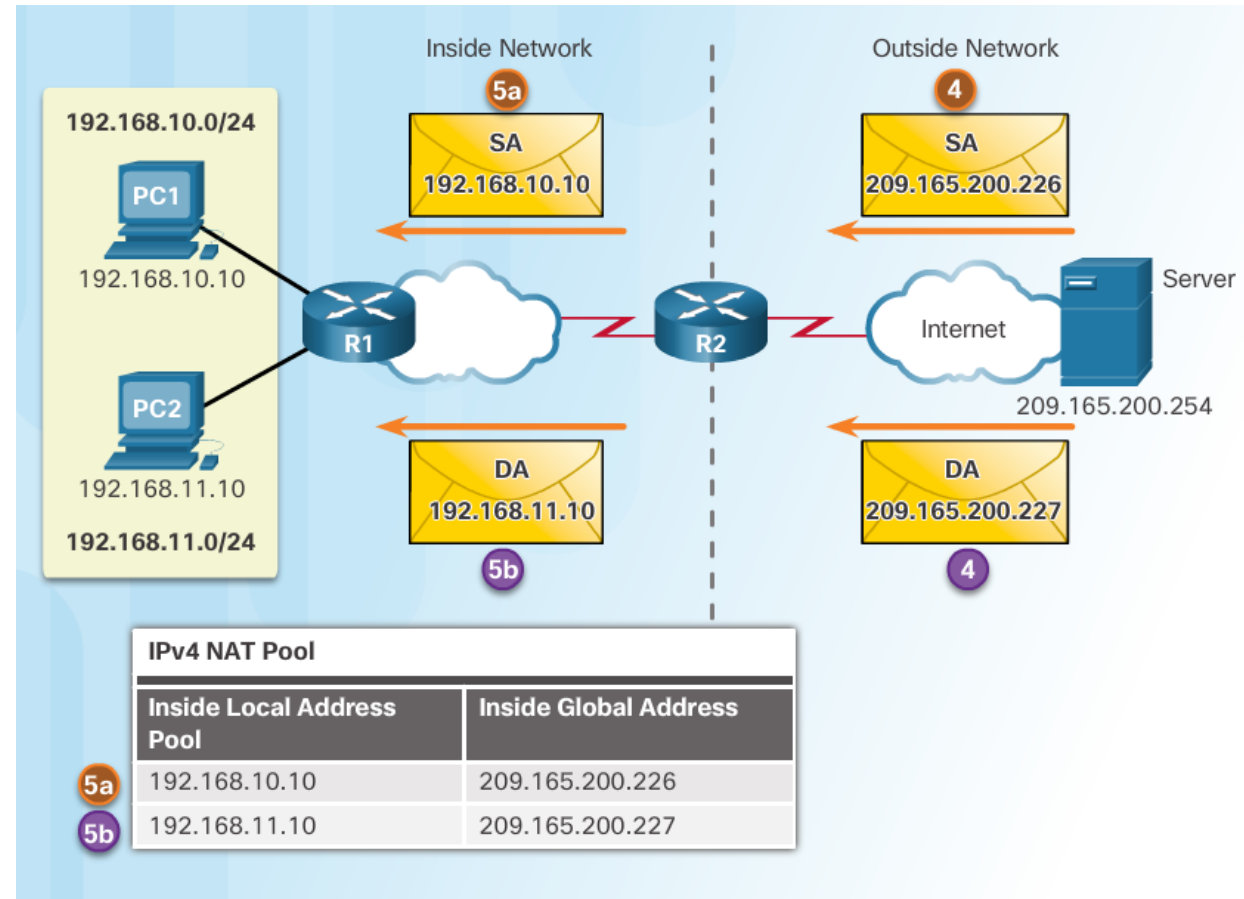 Inside Network
Outside Network
5a
4
192.168.10.0/24
SA
192.168.10.10
SA
209.165.200.226
PC1
192.168.10.10
Server
R1
R2
Internet
PC2
209.165.200.254
192.168.11.10
DA
192.168.11.10
DA
209.165.200.227
192.168.11.0/24
5b
4
IPv4 NAT Pool
Inside Local Address
Pool
Inside Global Address
5a
192.168.10.10
209.165.200.226
5b
192.168.11.10
209.165.200.227